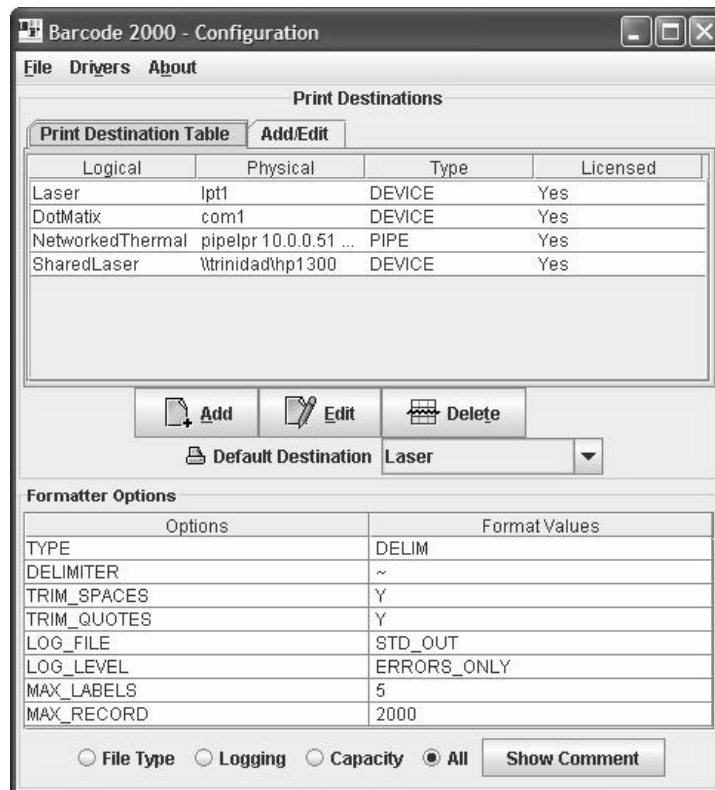 Barcode 2000 - Configuration
File Drivers About
Print Destinations
Print Destination Table Add/Edit
Logical Physical Type Licensed
Laser lpt1 DEVICE Yes
DotMatix com1 DEVICE Yes
NetworkedThermal pipelpr 10.0.0.51 ... PIPE Yes
SharedLaser \\trinidad\hp1300 DEVICE Yes
Add Edit Delete
Default Destination Laser
Formatter Options
Options Format Values
TYPE DELIM
DELIMITER ~
TRIM_SPACES Y
TRIM_QUOTES Y
LOG_FILE STD_OUT
LOG_LEVEL ERRORS_ONLY
MAX_LABELS 5
MAX_RECORD 2000
File Type Logging Capacity All Show Comment